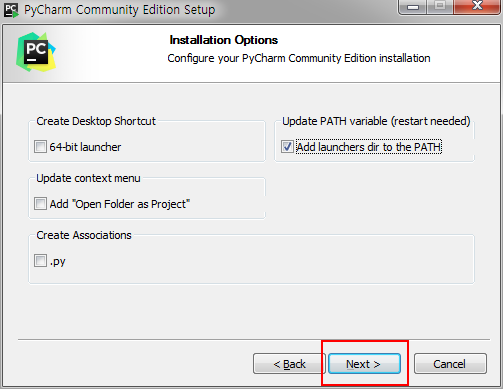 PyCharm Community Edition Setup
PC
Installation Options
Configure your PyCharm Community Edition installation
Create Desktop Shortcut
64-bit launcher
Update PATH variable (restart needed)
Add launchers dir to the PATH
Update context menu
Add "Open Folder as Project"
Create Associations
.py
< Back
Next >
Cancel